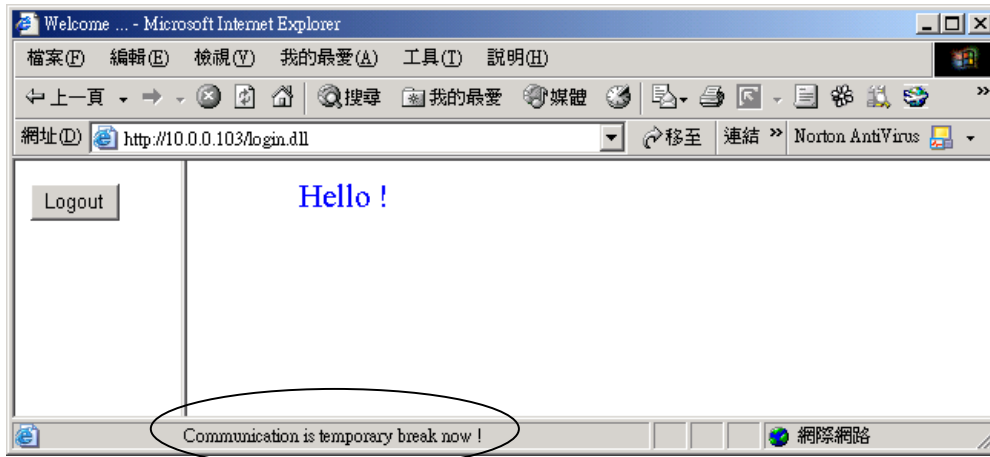 Welcome ... - Microsoft Internet Explorer
檔案(F) 編輯(E) 檢視(V) 我的最愛(A) 工具(T) 說明(H)
上一頁 搜尋 我的最愛 媒體 »
網址(D) http://10.0.0.103/login.dll 移至 連結 » Norton AntiVirus
Logout
Hello !
Communication is temporary break now ! 網際網路